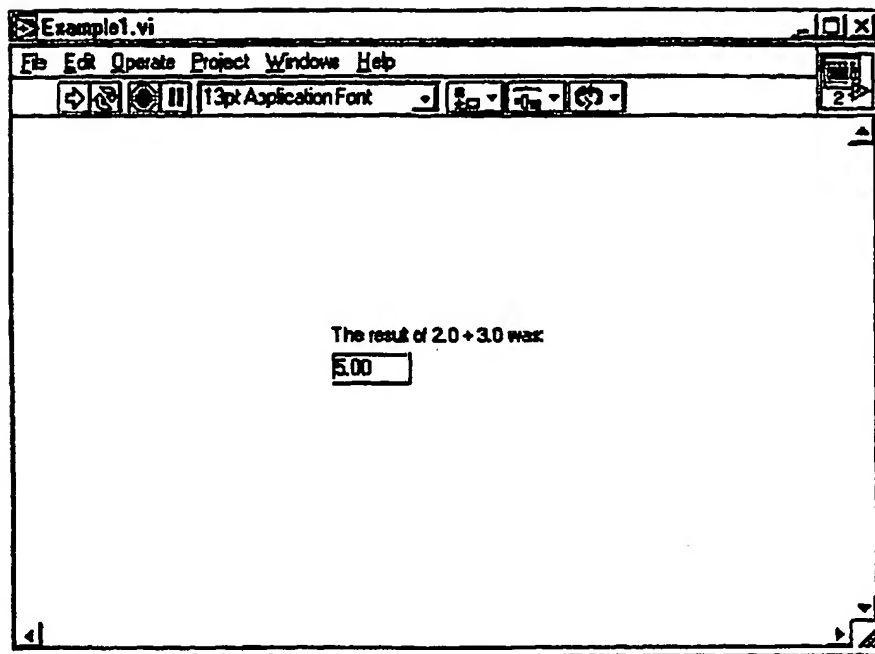 Example1.vi
File Edit Operate Project Windows Help
13pt Application Font
2
The result of 2.0 + 3.0 was:
5.00